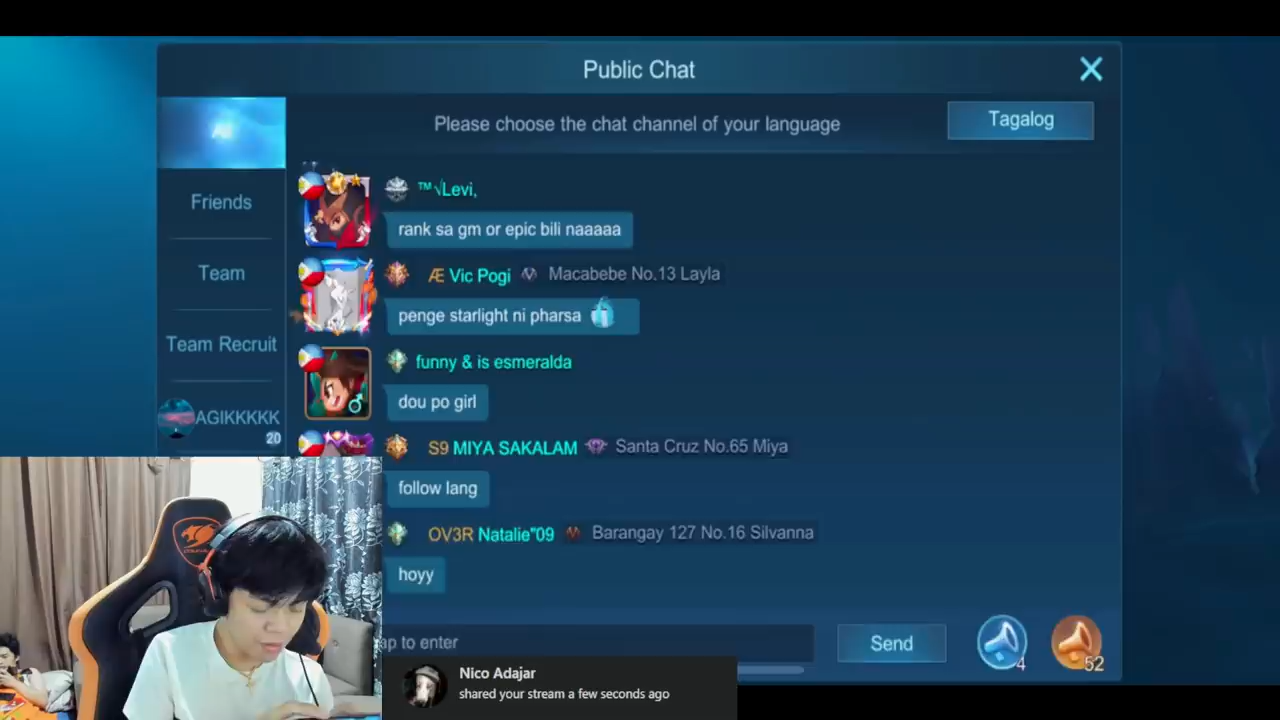 Public Chat
All
Please choose the chat channel of your language
Tagalog
Friends
Team
Team Recruit
AGIKKKKK
20
™√Levi,
rank sa gm or epic bili naaaaa
Æ Vic Pogi Macabebe No.13 Layla
penge starlight ni pharsa
funny & is esmeralda
dou po girl
S9 MIYA SAKALAM Santa Cruz No.65 Miya
follow lang
OV3R Natalie"09 Barangay 127 No.16 Silvanna
hoyy
ap to enter
Send
4
52
Nico Adajar
shared your stream a few seconds ago